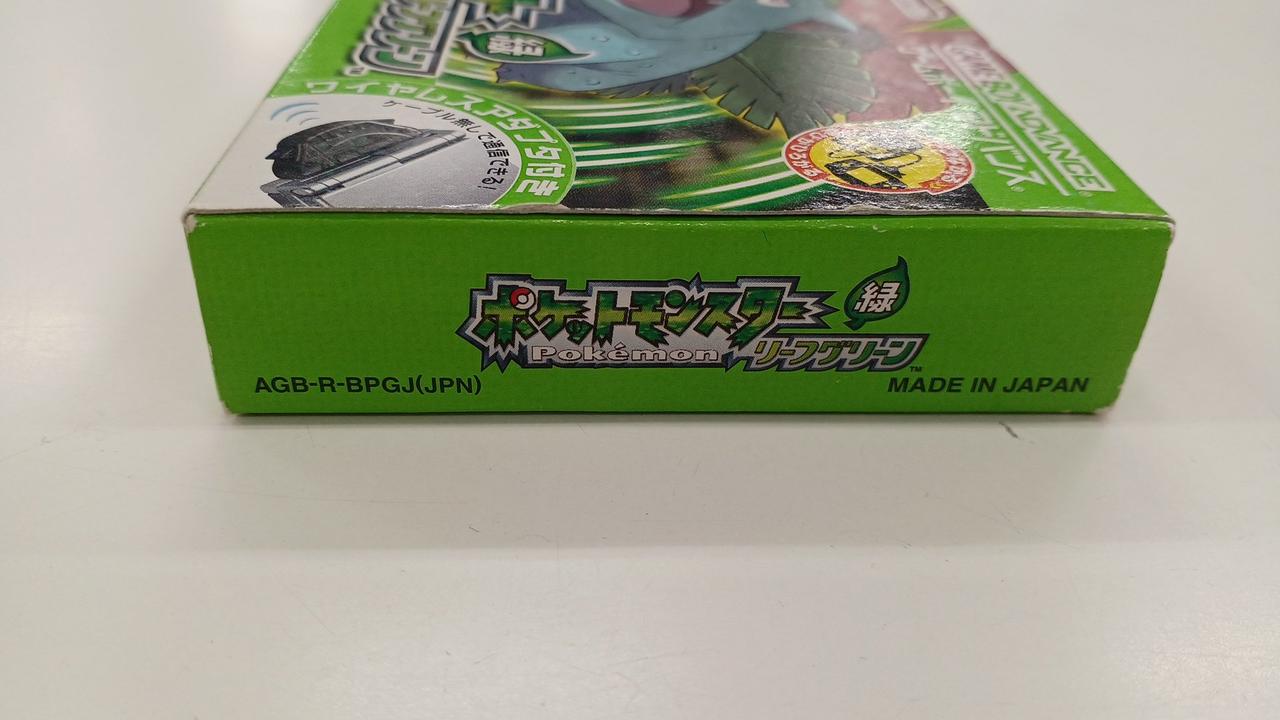 緑
ワイヤレスアダプタ付き
ケーブル無しで通信できる!
GAME BOY ADVANCE
ポケットモンスター
緑
Pokémon
リーフグリーン
TM
AGB-R-BPGJ(JPN)
MADE IN JAPAN